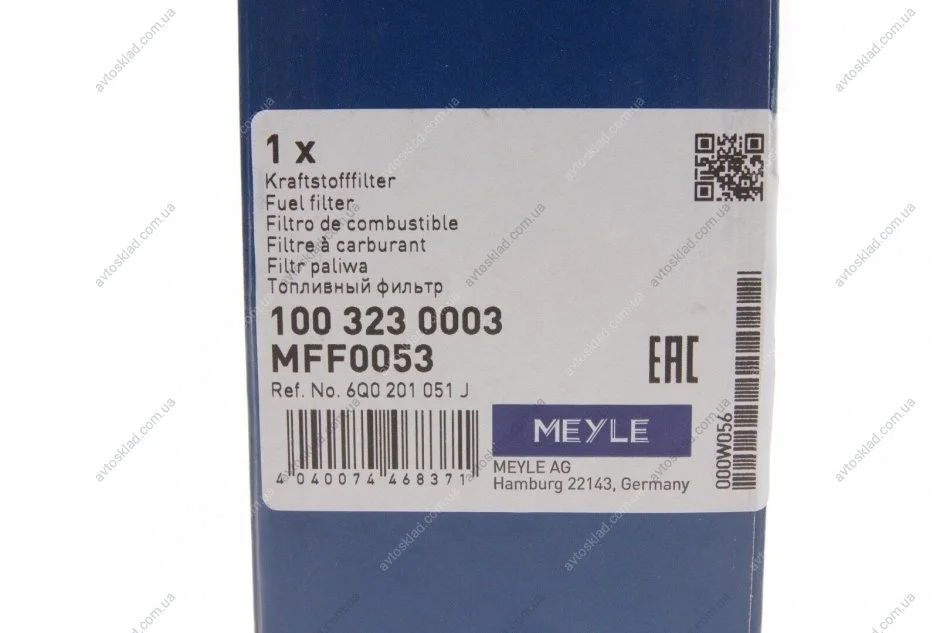 1 x
Kraftstofffilter
Fuel filter
Filtro de combustible
Filtre à carburant
Filtr paliwa
Топливный фильтр
100 323 0003
MFF0053
Ref. No. 6Q0 201 051 J
EAC
MEYLE
MEYLE AG
Hamburg 22143, Germany
4 040074 468371
000W056
avtosklad.com.ua